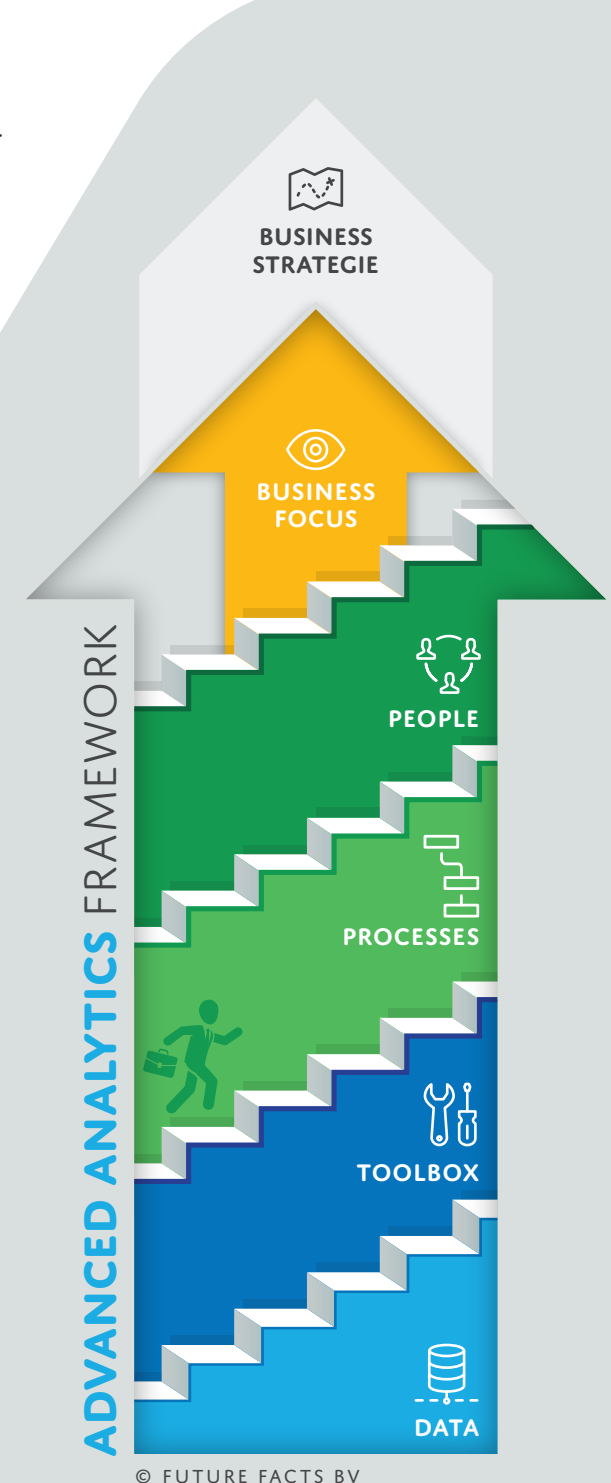 BUSINESS
STRATEGIE
BUSINESS
FOCUS
PEOPLE
PROCESSES
TOOLBOX
DATA
ADVANCED ANALYTICS FRAMEWORK
© FUTURE FACTS BV